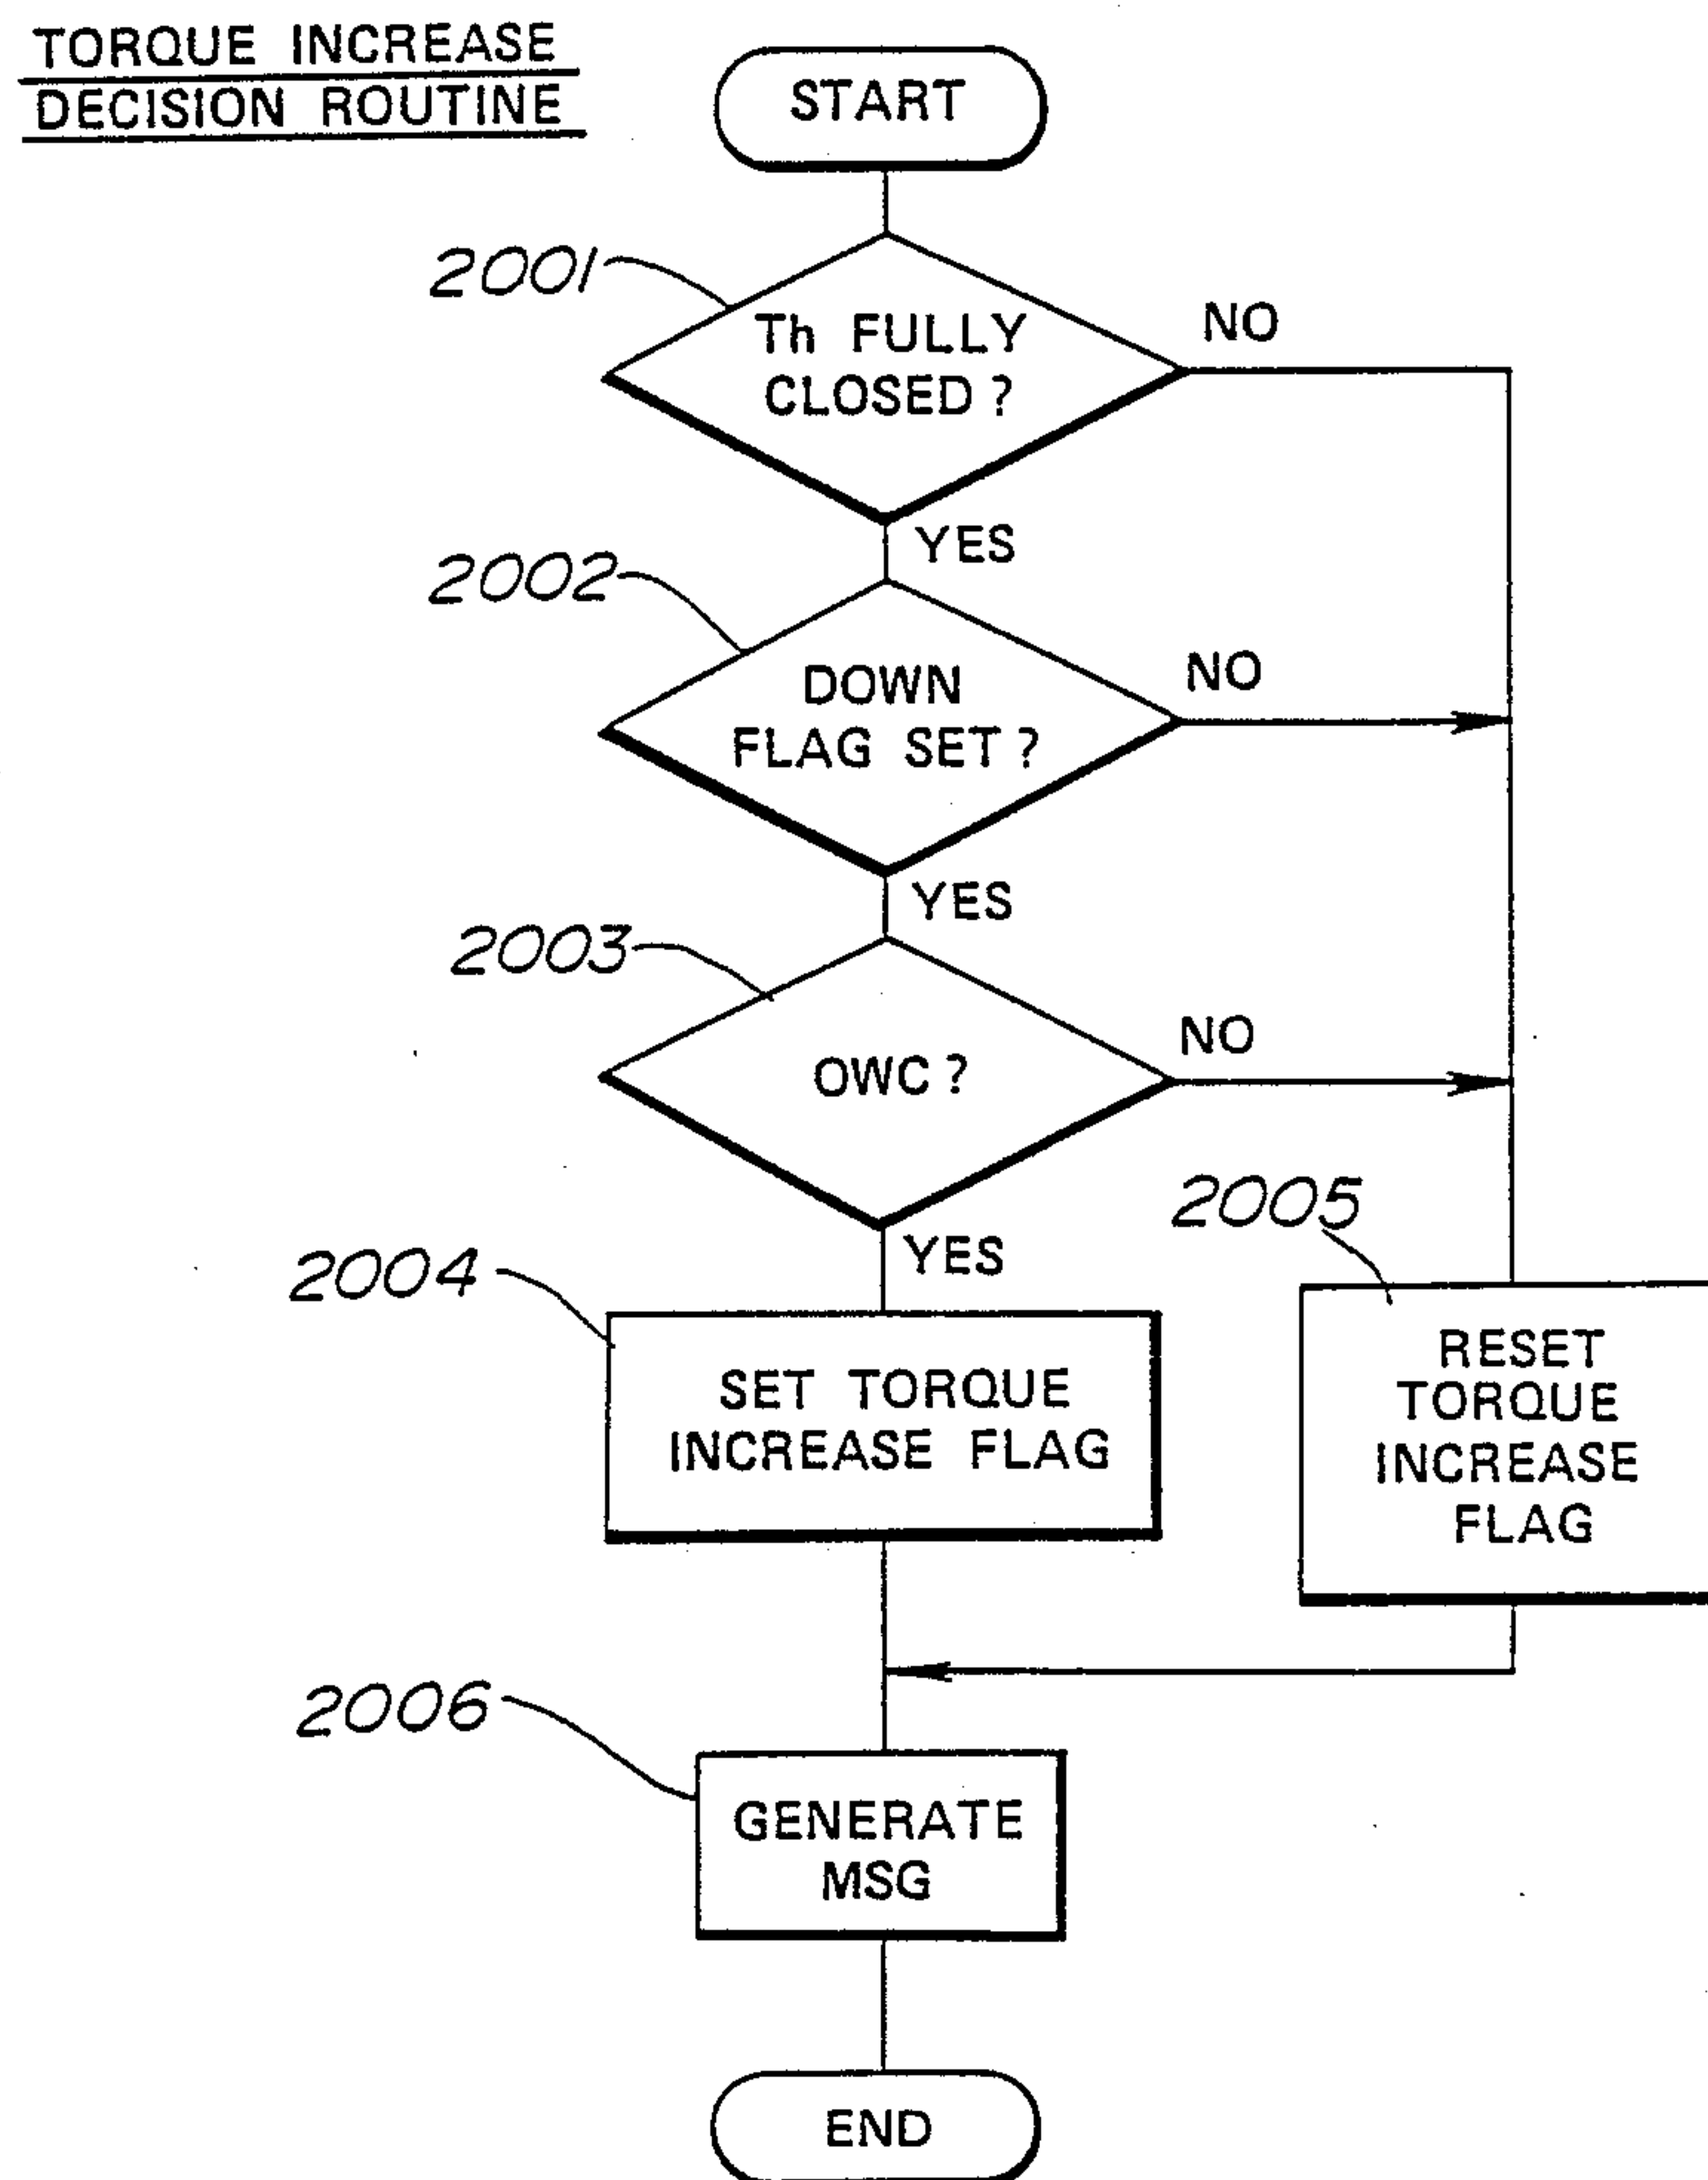 TORQUE INCREASE
DECISION ROUTINE
START
2001
Th FULLY
CLOSED ?
NO
YES
2002
DOWN
FLAG SET ?
NO
YES
2003
OWC ?
NO
YES
2004
SET TORQUE
INCREASE FLAG
2005
RESET
TORQUE
INCREASE
FLAG
2006
GENERATE
MSG
END